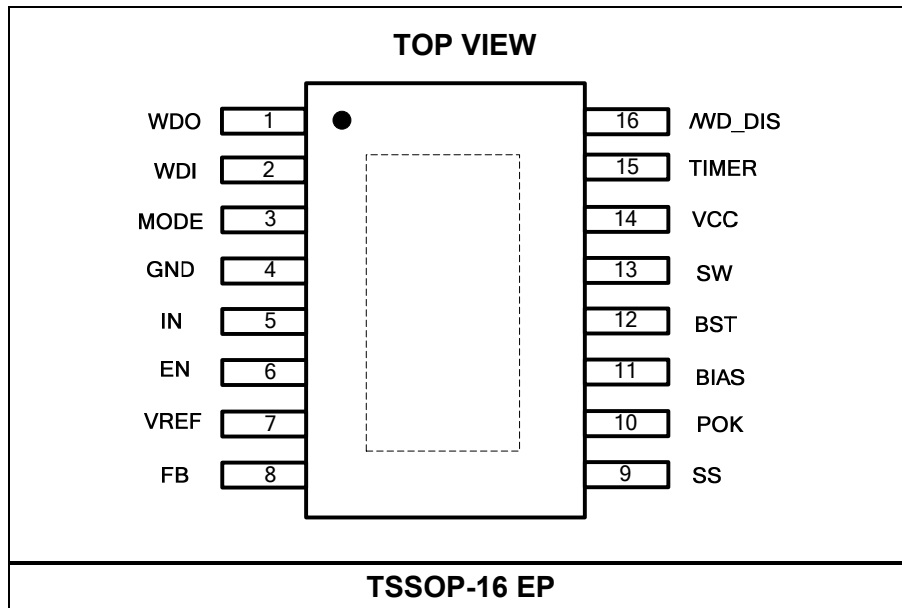 TOP VIEW
WDO 1 16 /WD_DIS
WDI 2 15 TIMER
MODE 3 14 VCC
GND 4 13 SW
IN 5 12 BST
EN 6 11 BIAS
VREF 7 10 POK
FB 8 9 SS
TSSOP-16 EP